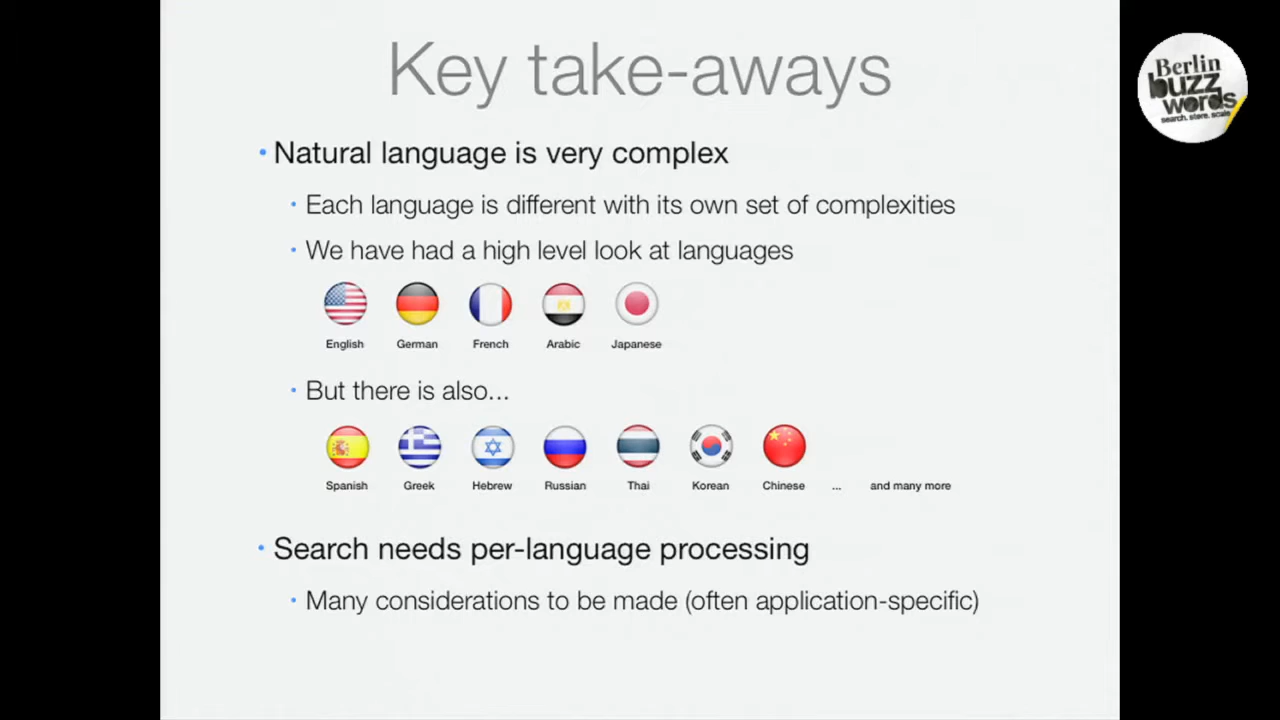 Key take-aways
Berlin
buzz
words
search. store. scale
• Natural language is very complex
• Each language is different with its own set of complexities
• We have had a high level look at languages
English German French Arabic Japanese
• But there is also...
Spanish Greek Hebrew Russian Thai Korean Chinese ... and many more
• Search needs per-language processing
• Many considerations to be made (often application-specific)